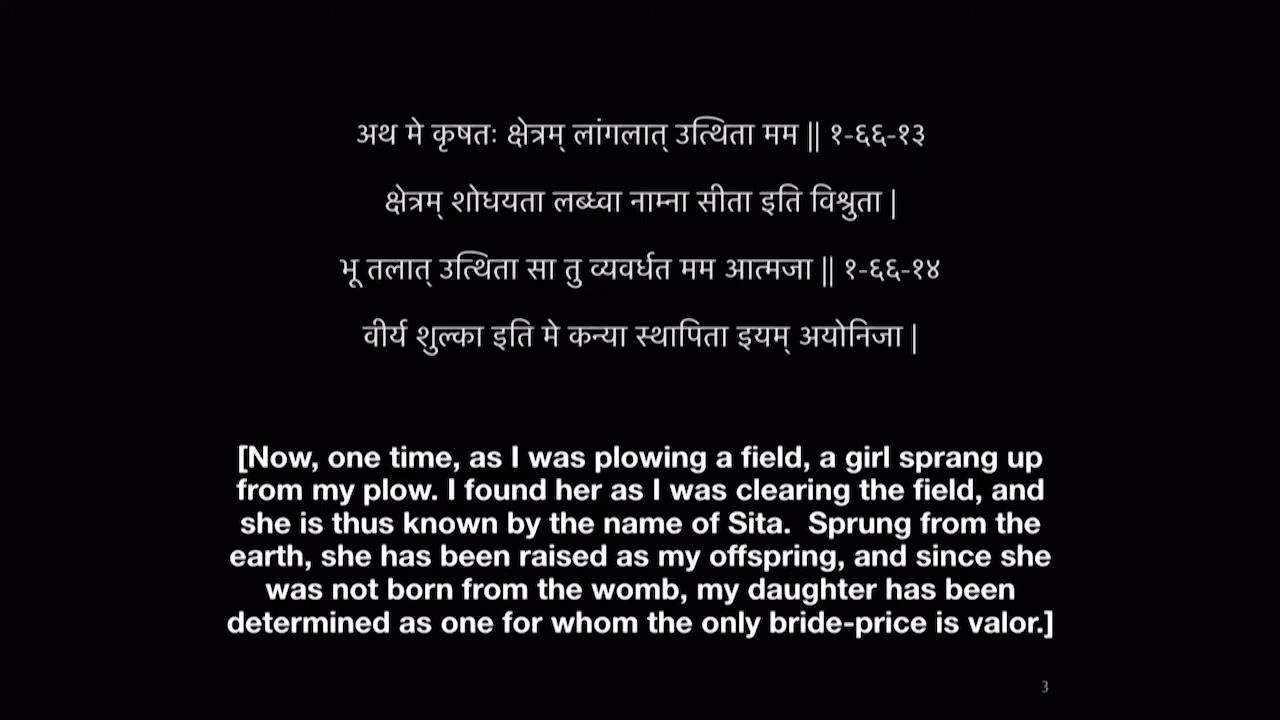 अथ मे कृषतः क्षेत्रम् लांगलात् उत्थिता मम || १-६६-१३
क्षेत्रम् शोधयता लब्ध्वा नाम्ना सीता इति विश्रुता |
भू तलात् उत्थिता सा तु व्यवर्धत मम आत्मजा || १-६६-१४
वीर्य शुल्का इति मे कन्या स्थापिता इयम् अयोनिजा |
[Now, one time, as I was plowing a field, a girl sprang up
from my plow. I found her as I was clearing the field, and
she is thus known by the name of Sita.  Sprung from the
earth, she has been raised as my offspring, and since she
was not born from the womb, my daughter has been
determined as one for whom the only bride-price is valor.]
3